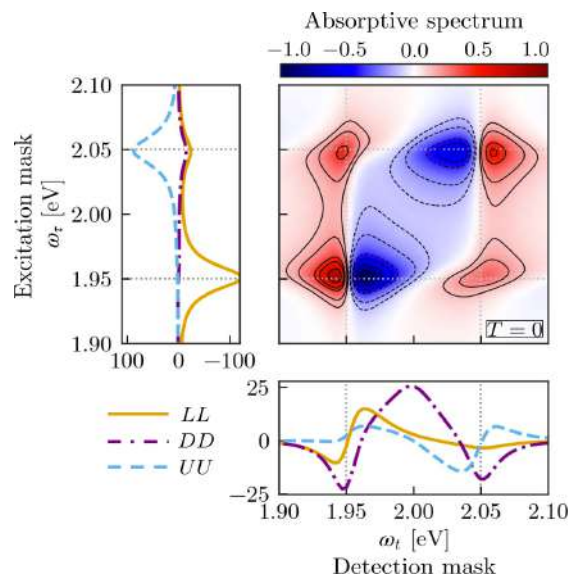 Absorptive spectrum
−1.0 −0.5 0.0 0.5 1.0
Excitation mask
ω_τ [eV]
2.10
2.05
2.00
1.95
1.90
100 0 −100
T = 0
LL
DD
UU
25
0
−25
1.90 1.95 2.00 2.05 2.10
ω_t [eV]
Detection mask